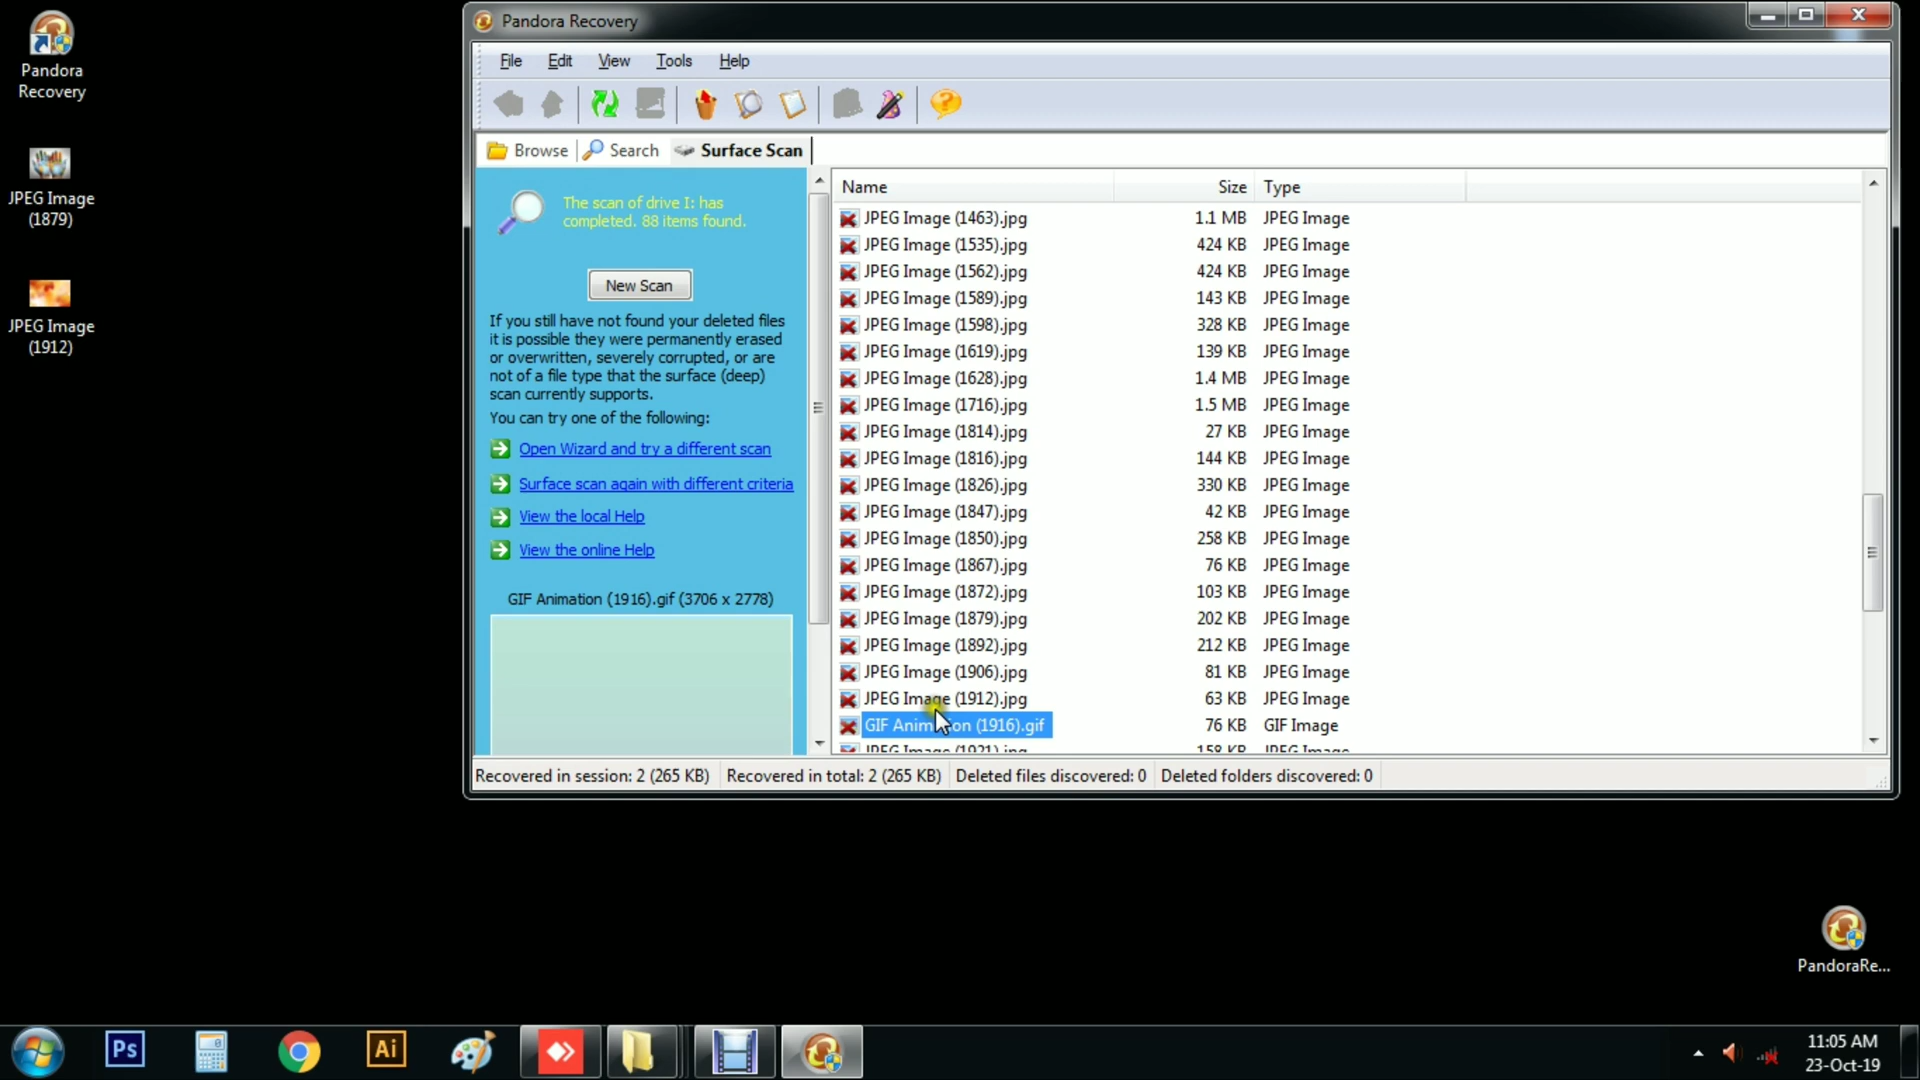 Pandora
Recovery
JPEG Image
(1879)
JPEG Image
(1912)
Pandora Recovery
File Edit View Tools Help
Browse Search Surface Scan
The scan of drive I: has
completed. 88 items found.
New Scan
If you still have not found your deleted files
it is possible they were permanently erased
or overwritten, severely corrupted, or are
not of a file type that the surface (deep)
scan currently supports.
You can try one of the following:
Open Wizard and try a different scan
Surface scan again with different criteria
View the local Help
View the online Help
GIF Animation (1916).gif (3706 x 2778)
Name Size Type
JPEG Image (1463).jpg 1.1 MB JPEG Image
JPEG Image (1535).jpg 424 KB JPEG Image
JPEG Image (1562).jpg 424 KB JPEG Image
JPEG Image (1589).jpg 143 KB JPEG Image
JPEG Image (1598).jpg 328 KB JPEG Image
JPEG Image (1619).jpg 139 KB JPEG Image
JPEG Image (1628).jpg 1.4 MB JPEG Image
JPEG Image (1716).jpg 1.5 MB JPEG Image
JPEG Image (1814).jpg 27 KB JPEG Image
JPEG Image (1816).jpg 144 KB JPEG Image
JPEG Image (1826).jpg 330 KB JPEG Image
JPEG Image (1847).jpg 42 KB JPEG Image
JPEG Image (1850).jpg 258 KB JPEG Image
JPEG Image (1867).jpg 76 KB JPEG Image
JPEG Image (1872).jpg 103 KB JPEG Image
JPEG Image (1879).jpg 202 KB JPEG Image
JPEG Image (1892).jpg 212 KB JPEG Image
JPEG Image (1906).jpg 81 KB JPEG Image
JPEG Image (1912).jpg 63 KB JPEG Image
GIF Animation (1916).gif 76 KB GIF Image
JPEG Image (1921).jpg 158 KB JPEG Image
Recovered in session: 2 (265 KB) Recovered in total: 2 (265 KB) Deleted files discovered: 0 Deleted folders discovered: 0
PandoraRe...
Ps
Ai
11:05 AM
23-Oct-19